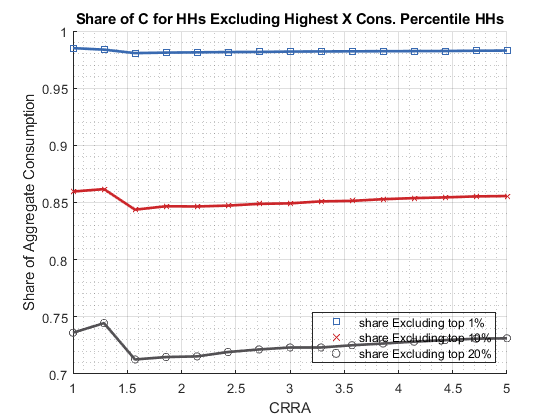 Share of C for HHs Excluding Highest X Cons. Percentile HHs
Share of Aggregate Consumption
1
0.95
0.9
0.85
0.8
0.75
0.7
share Excluding top 1%
share Excluding top 10%
share Excluding top 20%
1 1.5 2 2.5 3 3.5 4 4.5 5
CRRA